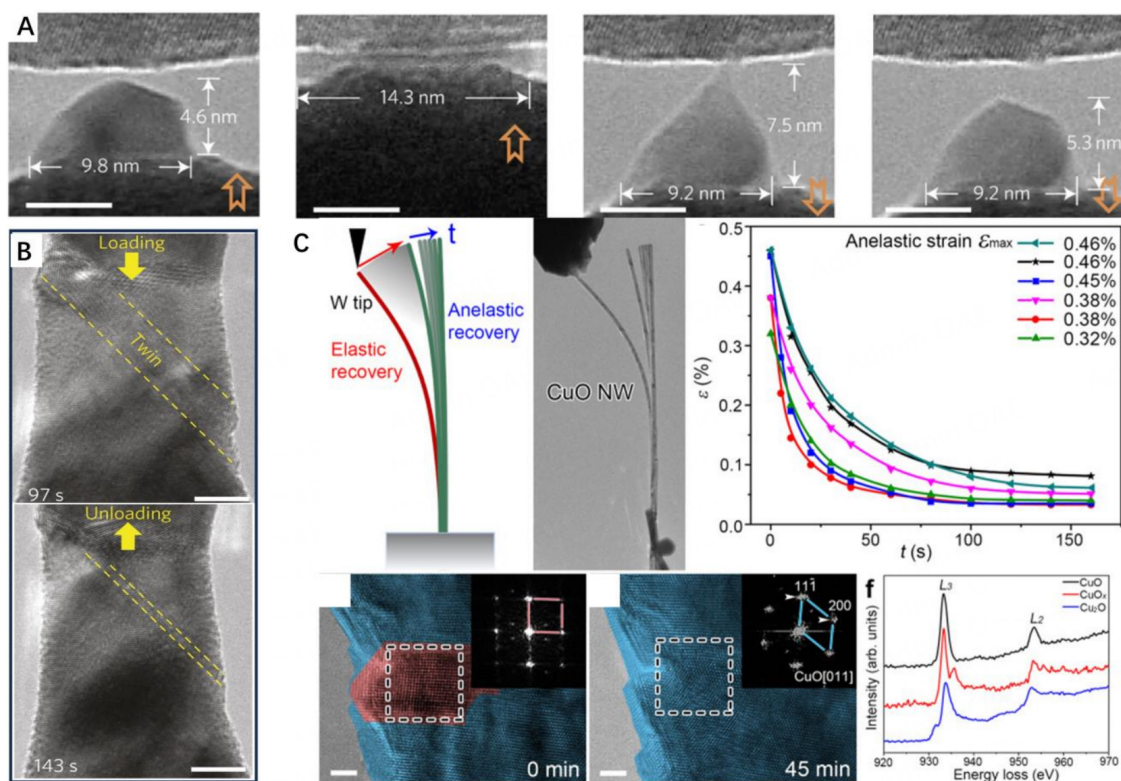 A
4.6 nm
9.8 nm
14.3 nm
7.5 nm
9.2 nm
5.3 nm
9.2 nm
B
Loading
Twin
97 s
Unloading
143 s
C
t
W tip
Anelastic
recovery
Elastic
recovery
CuO NW
Anelastic strain Ɛmax
0.46%
0.46%
0.45%
0.38%
0.38%
0.32%
0.5
0.4
0.3
0.2
0.1
0.0
ε (%)
0 50 100 150
t (s)
0 min
11̅1
200
CuO[011]
45 min
f
L3
L2
CuO
CuOx
Cu2O
Intensity (arb. units)
920 930 940 950 960 970
Energy loss (eV)